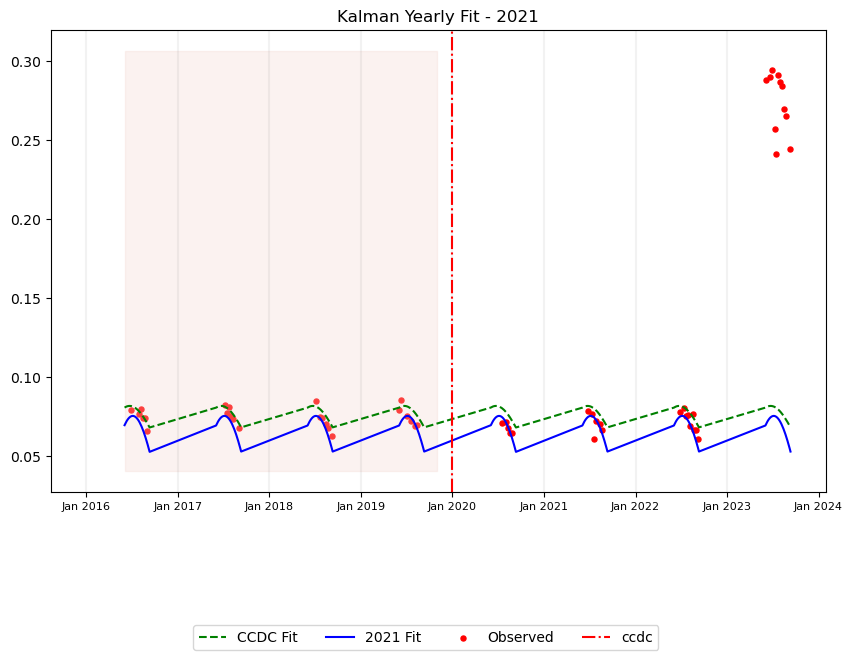 Kalman Yearly Fit - 2021
0.30
0.25
0.20
0.15
0.10
0.05
Jan 2016 Jan 2017 Jan 2018 Jan 2019 Jan 2020 Jan 2021 Jan 2022 Jan 2023 Jan 2024
CCDC Fit 2021 Fit Observed ccdc